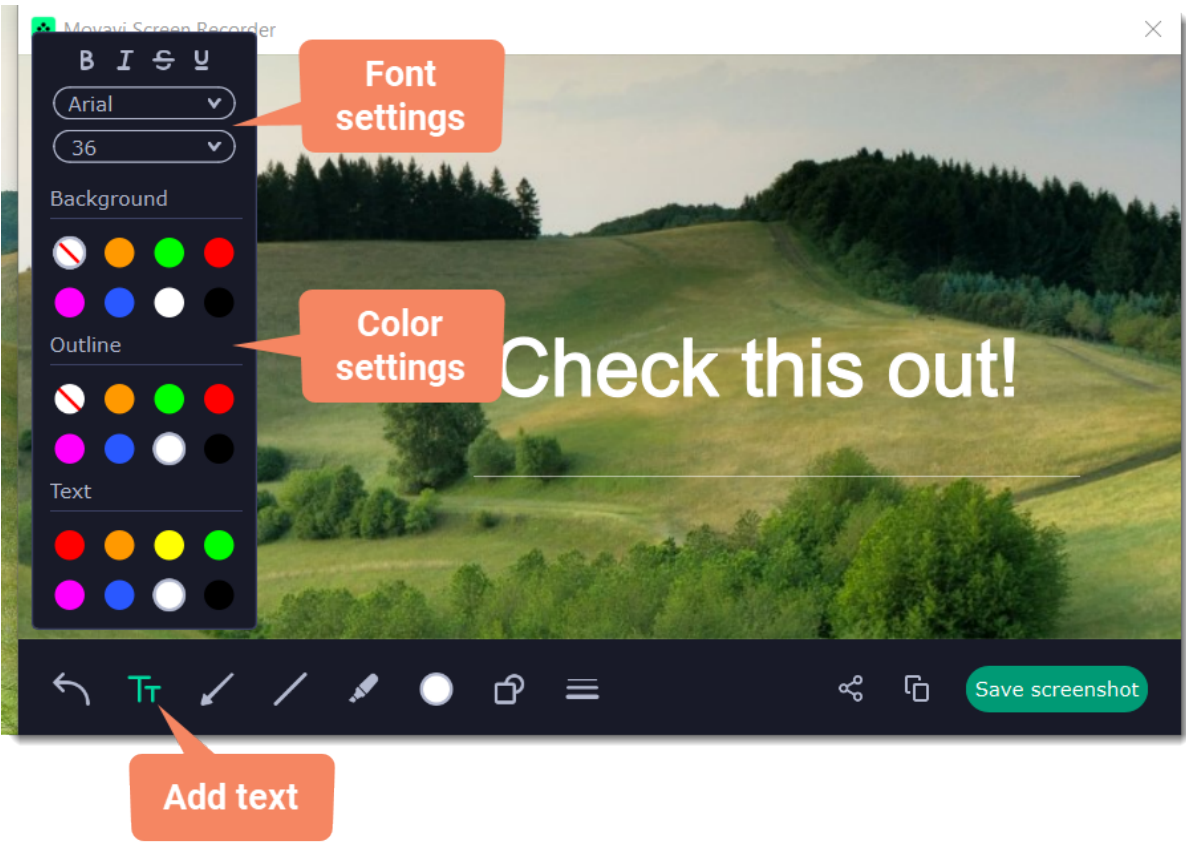 Movavi Screen Recorder
B I S U
Arial
36
Background
Outline
Text
Font
settings
Color
settings
Check this out!
TT
Save screenshot
Add text